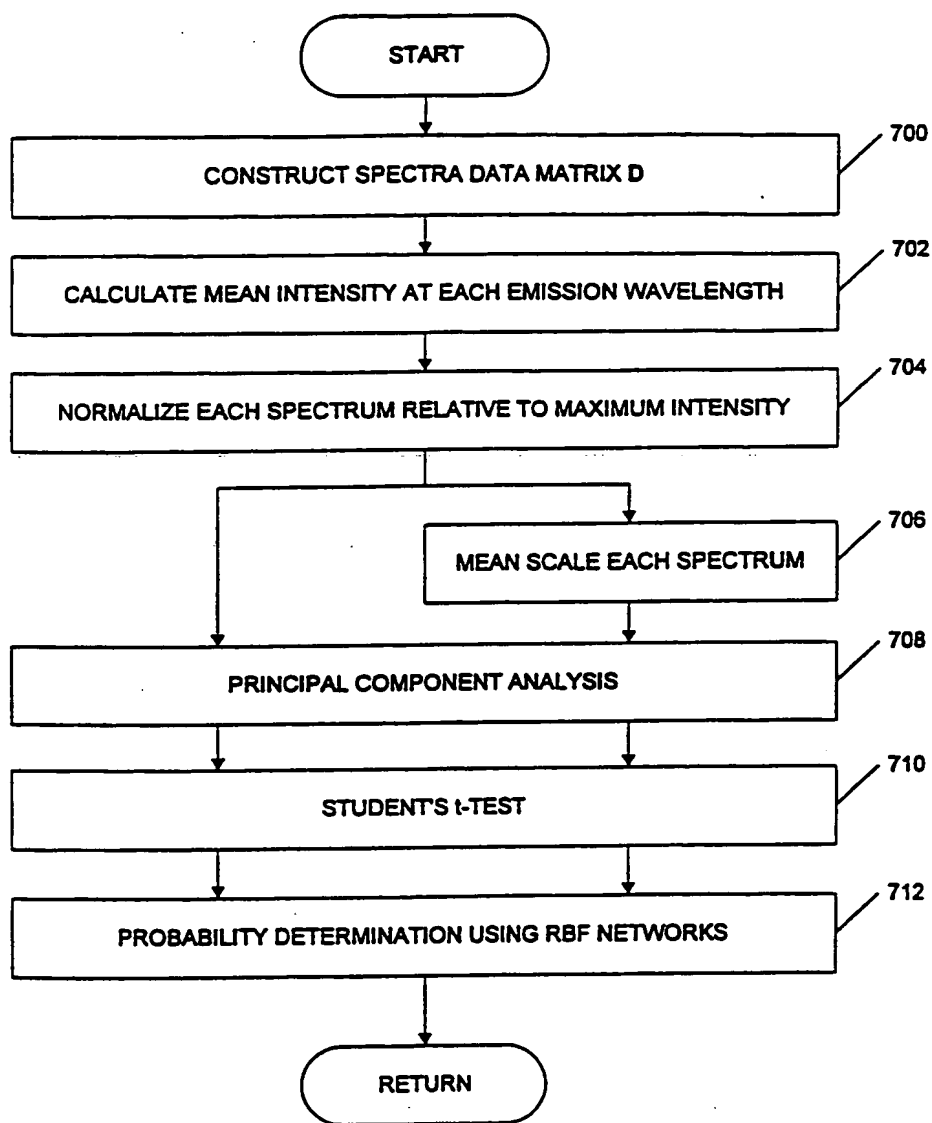 START
700
CONSTRUCT SPECTRA DATA MATRIX D
702
CALCULATE MEAN INTENSITY AT EACH EMISSION WAVELENGTH
704
NORMALIZE EACH SPECTRUM RELATIVE TO MAXIMUM INTENSITY
706
MEAN SCALE EACH SPECTRUM
708
PRINCIPAL COMPONENT ANALYSIS
710
STUDENT'S t-TEST
712
PROBABILITY DETERMINATION USING RBF NETWORKS
RETURN